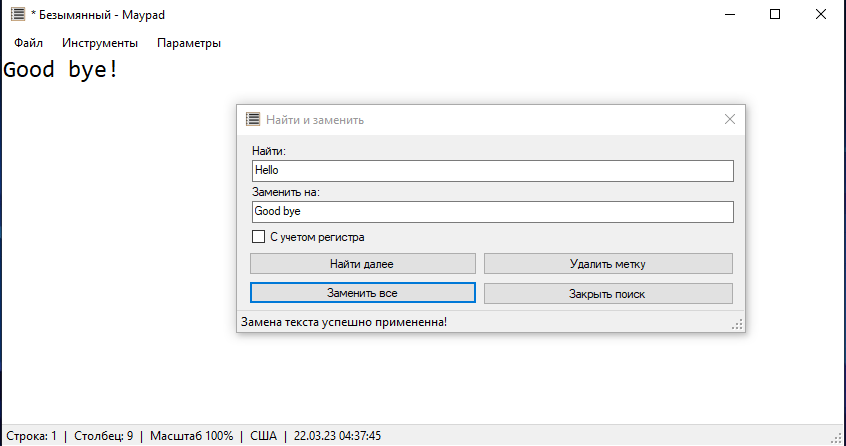 * Безымянный - Maypad
Файл Инструменты Параметры
Good bye!
Найти и заменить
Найти:
Hello
Заменить на:
Good bye
С учетом регистра
Найти далее Удалить метку
Заменить все Закрыть поиск
Замена текста успешно примененна!
Строка: 1 | Столбец: 9 | Масштаб 100% | США | 22.03.23 04:37:45